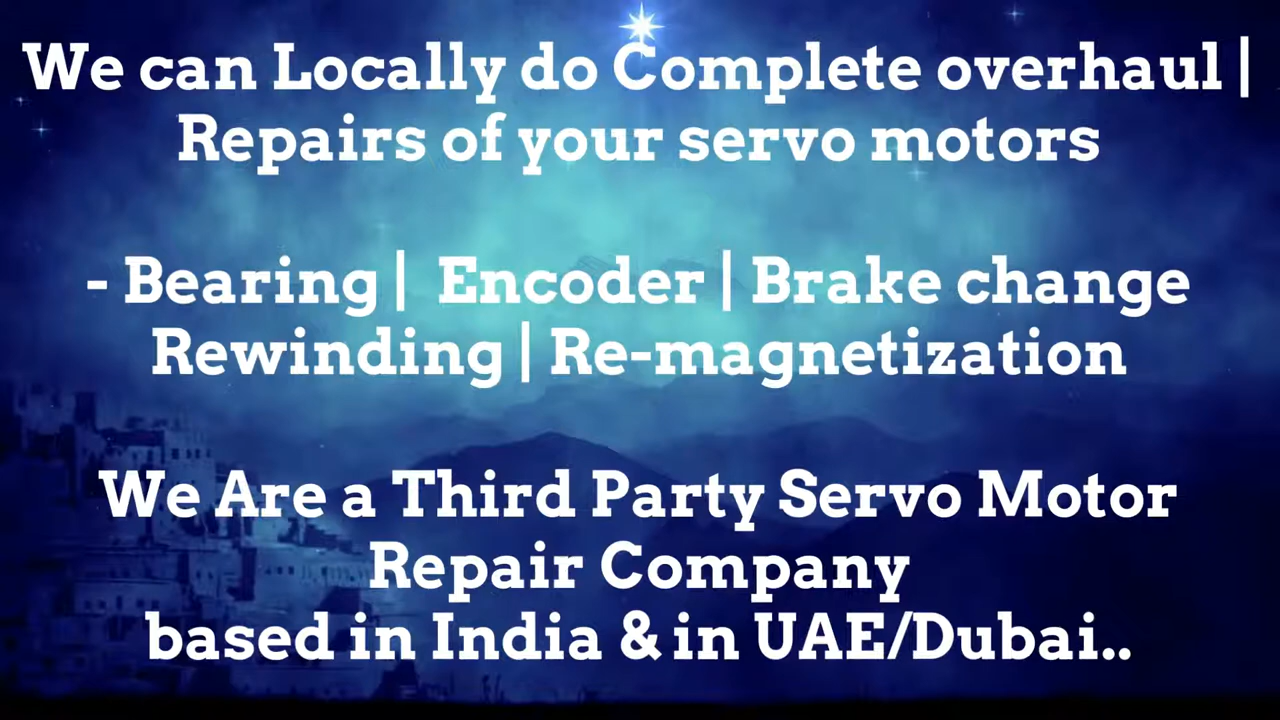 We can Locally do Complete overhaul |
Repairs of your servo motors
- Bearing | Encoder | Brake change
Rewinding | Re-magnetization
We Are a Third Party Servo Motor
Repair Company
based in India & in UAE/Dubai..